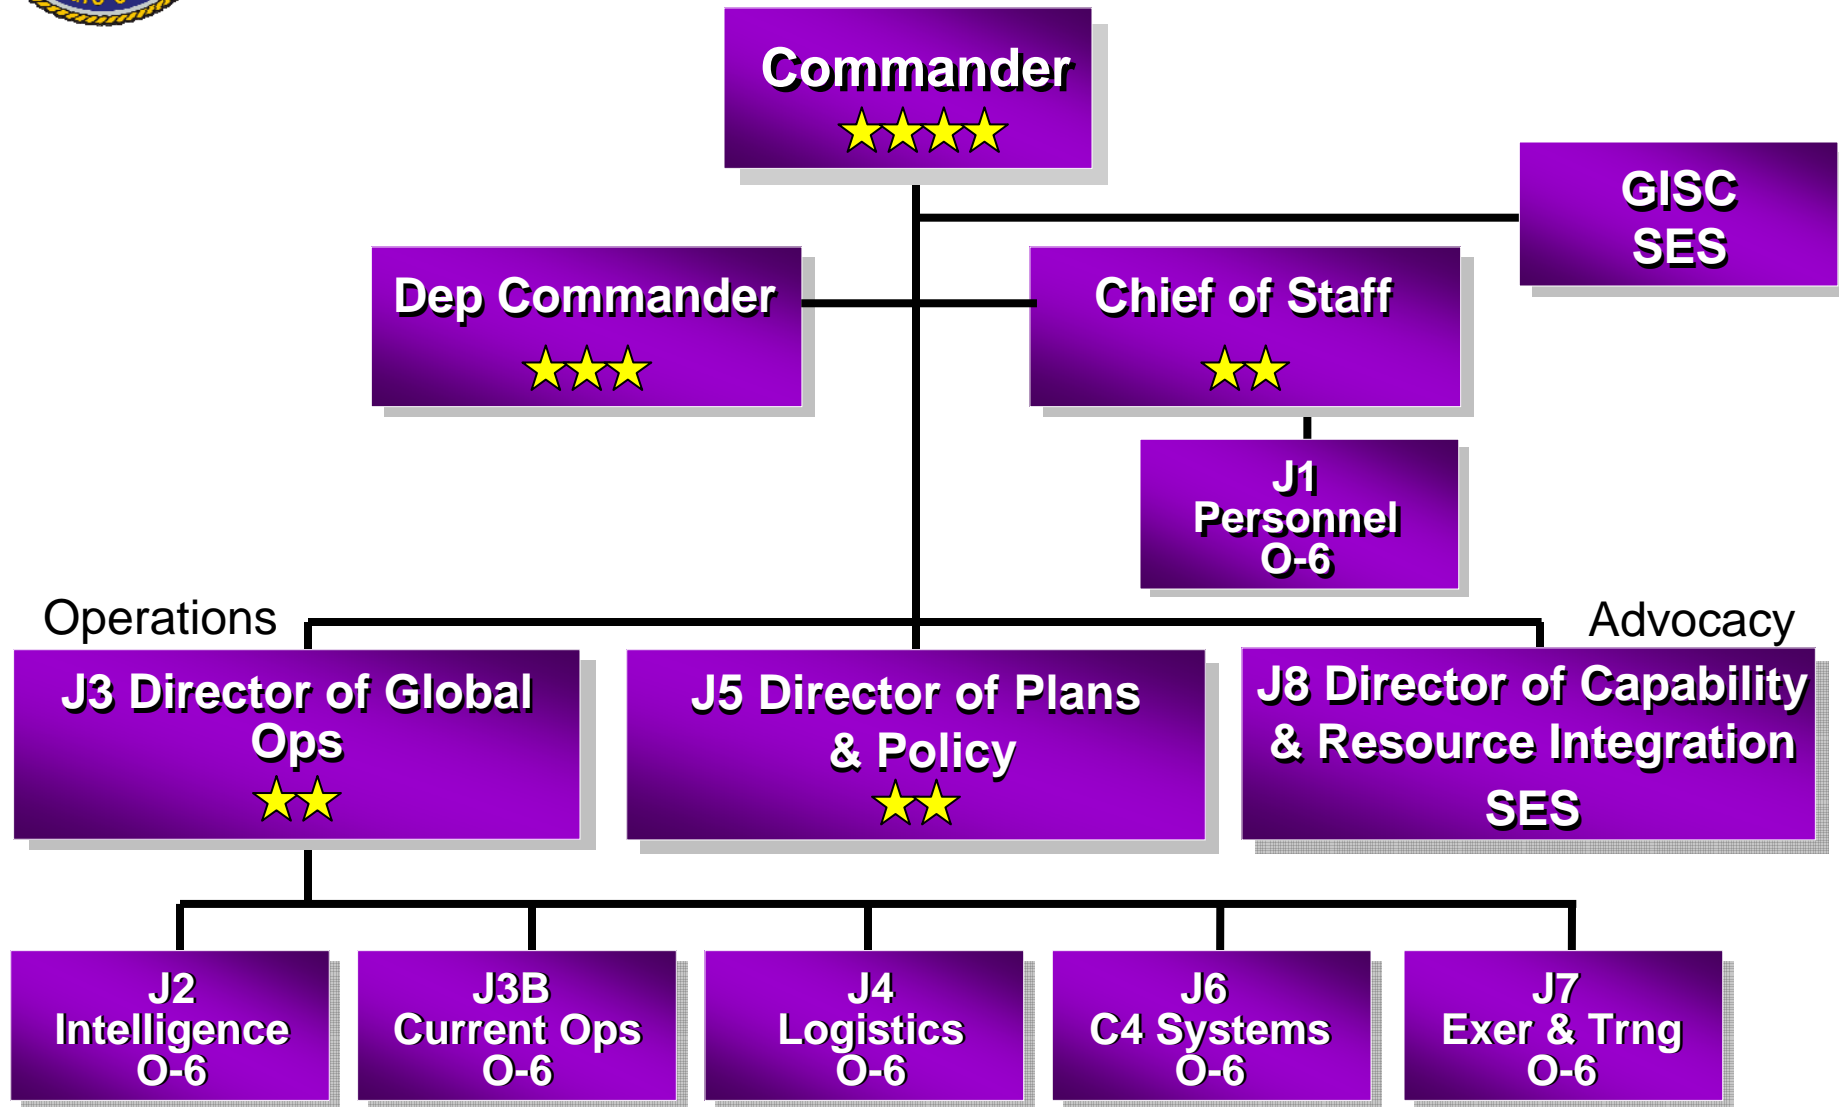 Commander
GISC
SES
Dep Commander
Chief of Staff
J1
Personnel
O-6
Operations
Advocacy
J3 Director of Global
Ops
J5 Director of Plans
& Policy
J8 Director of Capability
& Resource Integration
SES
J2
Intelligence
O-6
J3B
Current Ops
O-6
J4
Logistics
O-6
J6
C4 Systems
O-6
J7
Exer & Trng
O-6